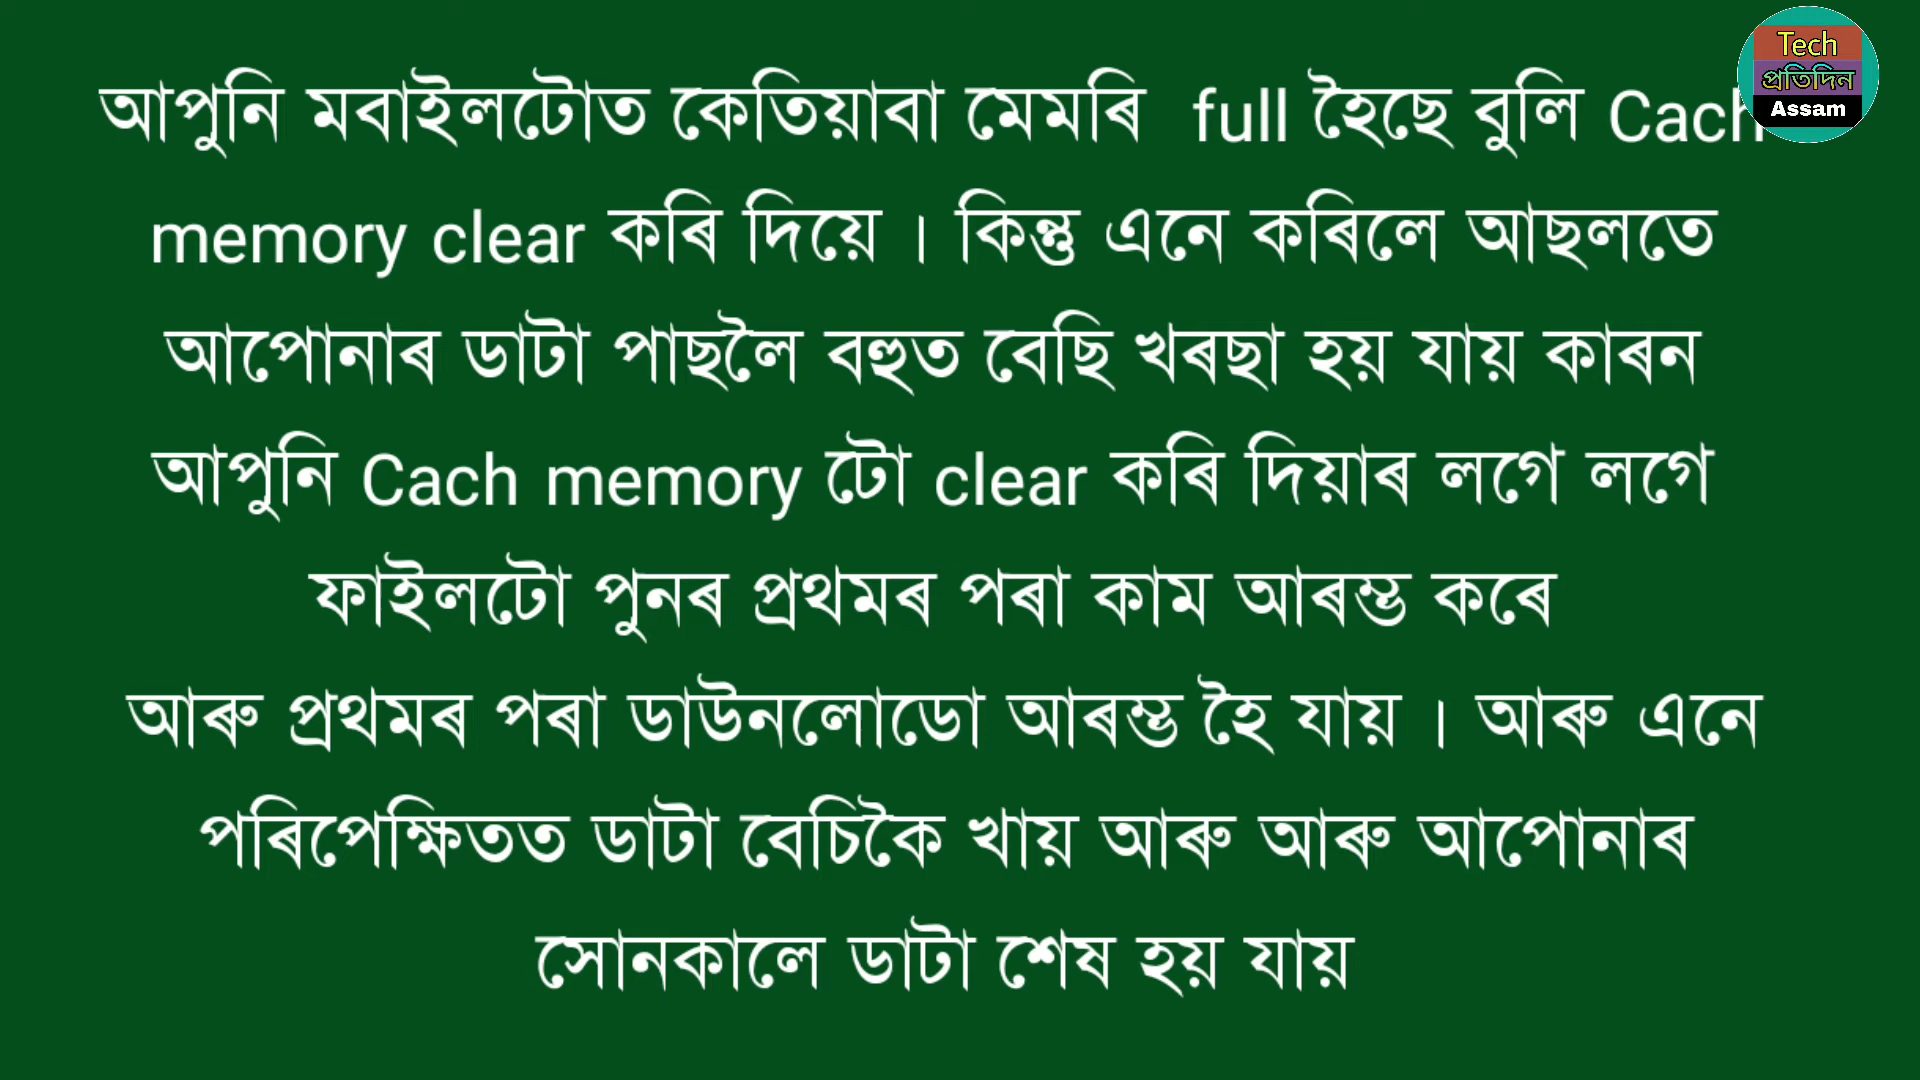 আপুনি মবাইলটোত কেতিয়াবা মেমৰি full হৈছে বুলি Cach
memory clear কৰি দিয়ে । কিন্তু এনে কৰিলে আছলতে
আপোনাৰ ডাটা পাছলৈ বহুত বেছি খৰছা হয় যায় কাৰন
আপুনি Cach memory টো clear কৰি দিয়াৰ লগে লগে
ফাইলটো পুনৰ প্ৰথমৰ পৰা কাম আৰম্ভ কৰে
আৰু প্ৰথমৰ পৰা ডাউনলোডো আৰম্ভ হৈ যায় । আৰু এনে
পৰিপেক্ষিতত ডাটা বেচিকৈ খায় আৰু আৰু আপোনাৰ
সোনকালে ডাটা শেষ হয় যায়
Tech
প্ৰতিদিন
Assam